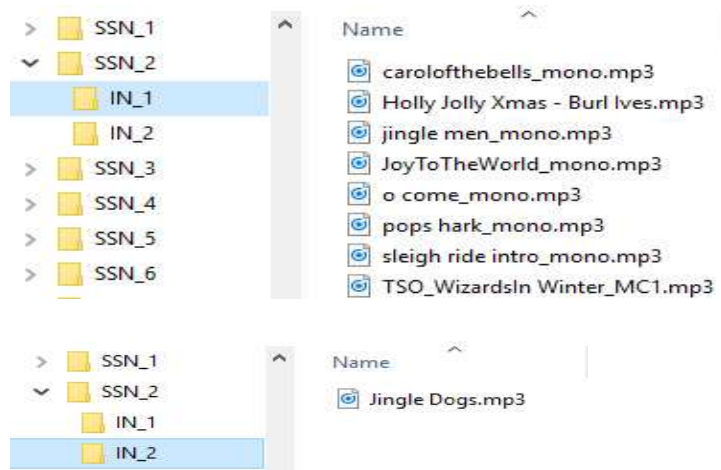 SSN_1
SSN_2
IN_1
IN_2
SSN_3
SSN_4
SSN_5
SSN_6
Name
carolofthebells_mono.mp3
Holly Jolly Xmas - Burl Ives.mp3
jingle men_mono.mp3
JoyToTheWorld_mono.mp3
o come_mono.mp3
pops hark_mono.mp3
sleigh ride intro_mono.mp3
TSO_WizardsIn Winter_MC1.mp3
SSN_1
SSN_2
IN_1
IN_2
Name
Jingle Dogs.mp3